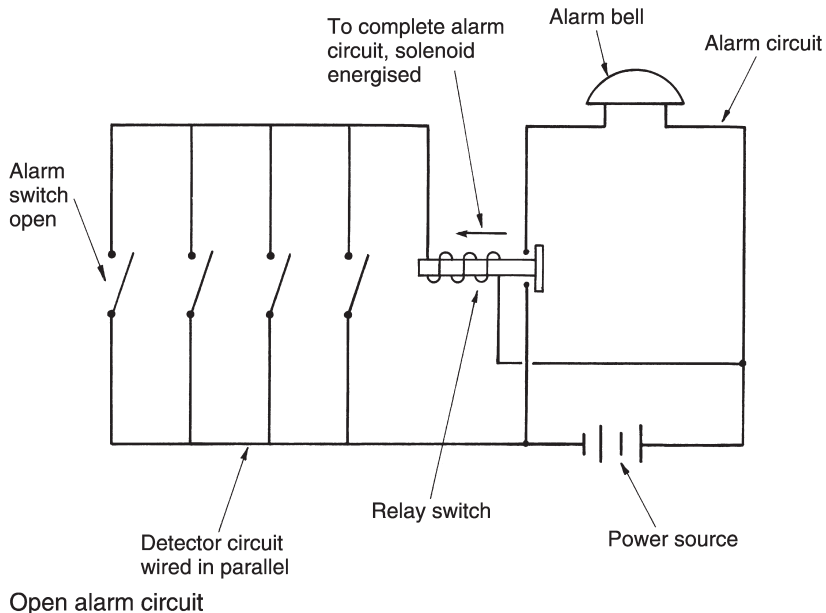 To complete alarm
circuit, solenoid
energised
Alarm bell
Alarm circuit
Alarm
switch
open
Relay switch
Power source
Detector circuit
wired in parallel
Open alarm circuit